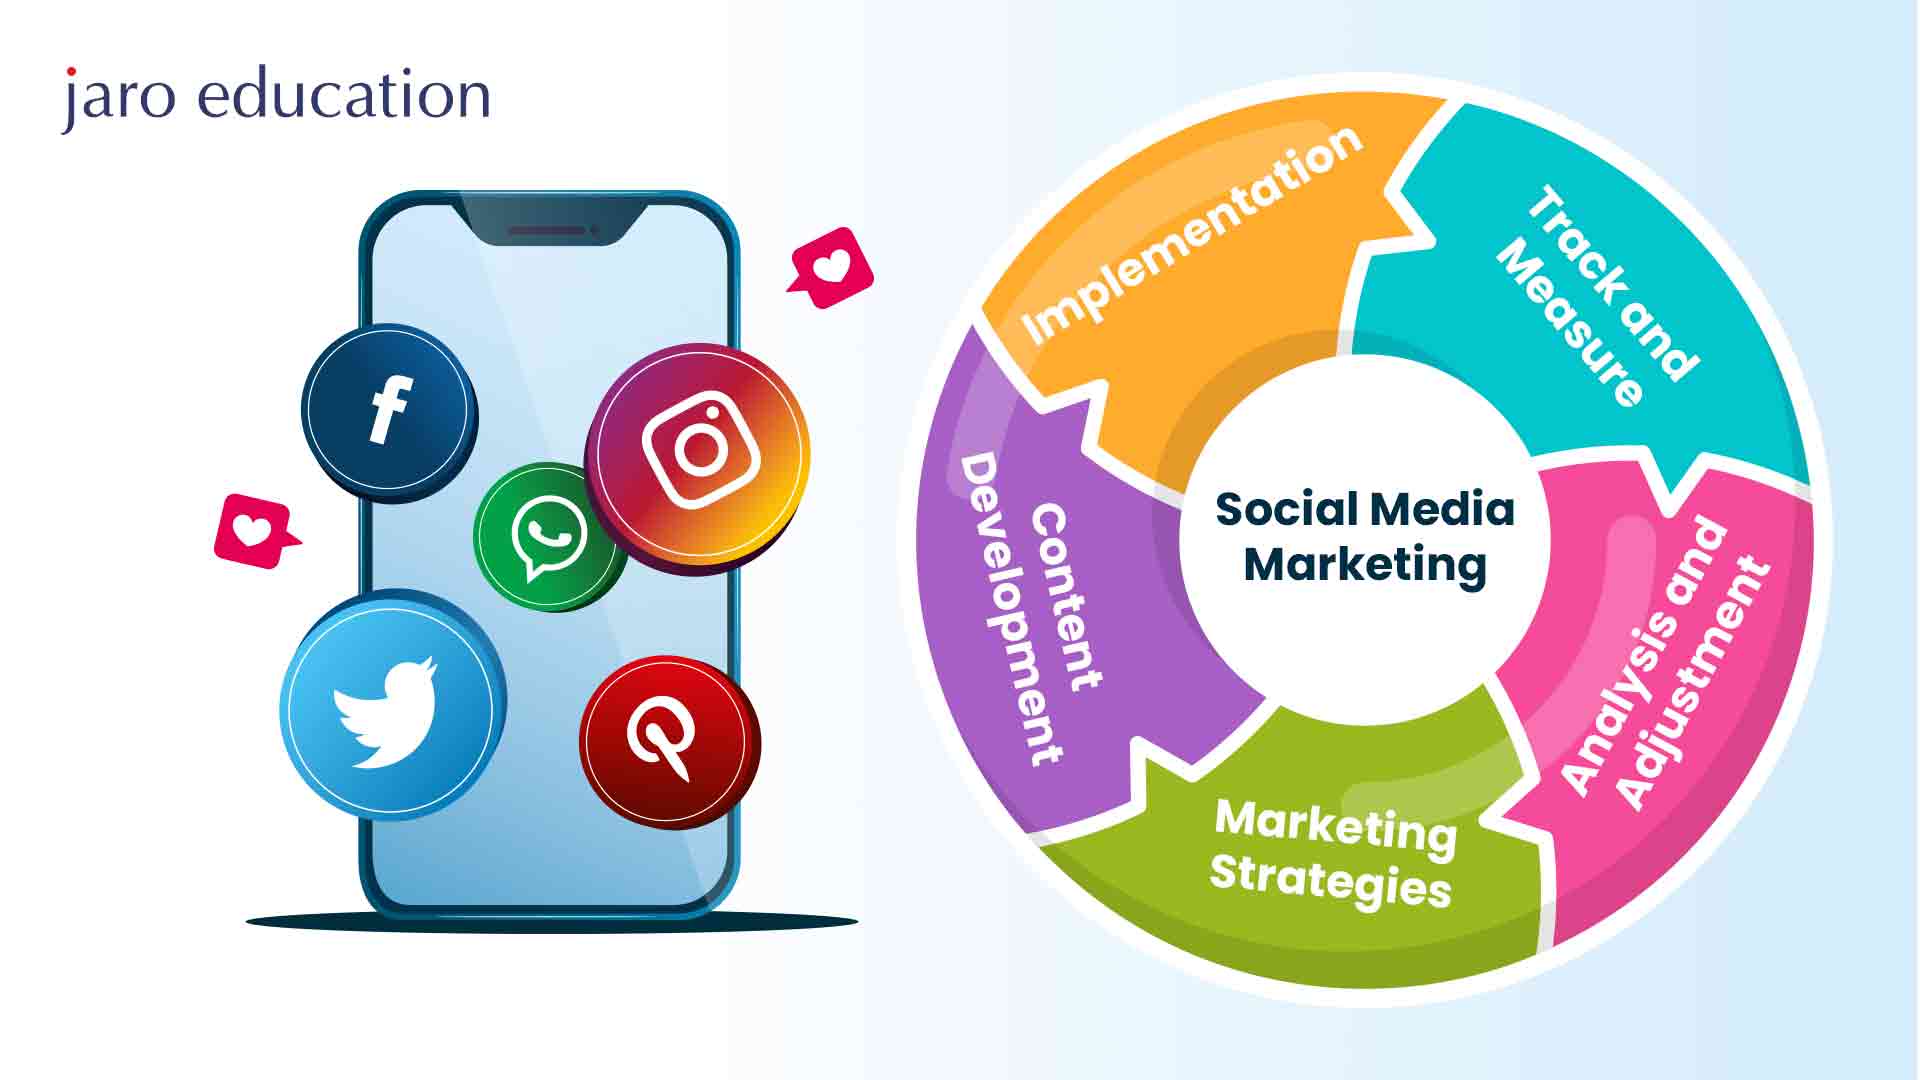 jaro education
Implementation
Track and
Measure
Analysis and
Adjustment
Marketing
Strategies
Content
Development
Social Media
Marketing